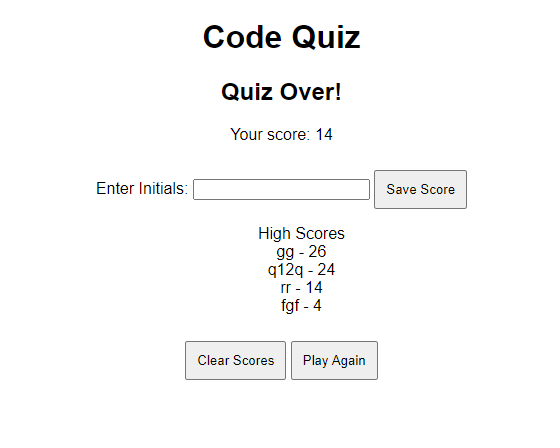 Code Quiz
Quiz Over!
Your score: 14
Enter Initials: Save Score
High Scores
gg - 26
q12q - 24
rr - 14
fgf - 4
Clear Scores Play Again